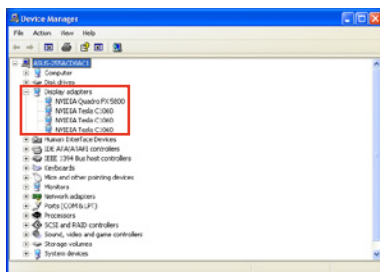 Device Manager
File Action View Help
ASUS-255ACD6AC1
Computer
Disk drives
Display adapters
NVIDIA Quadro FX 5800
NVIDIA Tesla C1060
NVIDIA Tesla C1060
NVIDIA Tesla C1060
Human Interface Devices
IDE ATA/ATAPI controllers
IEEE 1394 Bus host controllers
Keyboards
Mice and other pointing devices
Monitors
Network adapters
Ports (COM & LPT)
Processors
SCSI and RAID controllers
Sound, video and game controllers
Storage volumes
System devices